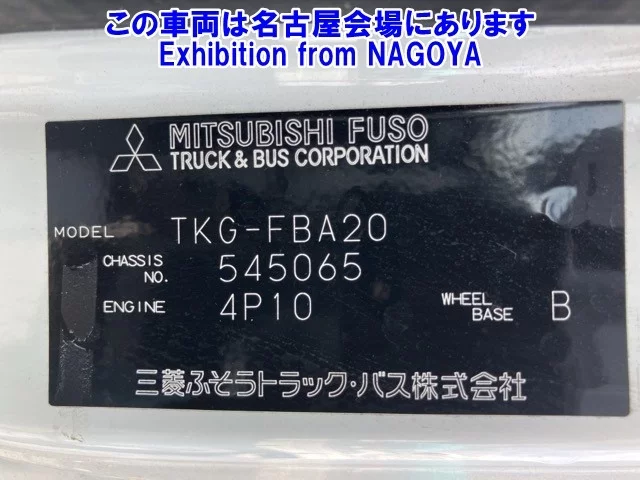 この車両は名古屋会場にあります
Exhibition from NAGOYA
MITSUBISHI FUSO
TRUCK & BUS CORPORATION
MODEL TKG-FBA20
CHASSIS NO. 545065
ENGINE 4P10 WHEEL BASE B
三菱ふそうトラック・バス株式会社